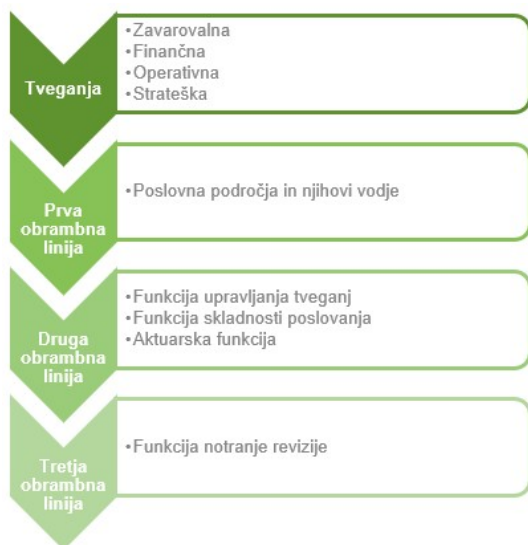 Tveganja
•Zavarovalna
•Finančna
•Operativna
•Strateška
Prva
obrambna
linija
•Poslovna področja in njihovi vodje
Druga
obrambna
linija
•Funkcija upravljanja tveganj
•Funkcija skladnosti poslovanja
•Aktuarska funkcija
Tretja
obrambna
linija
•Funkcija notranje revizije